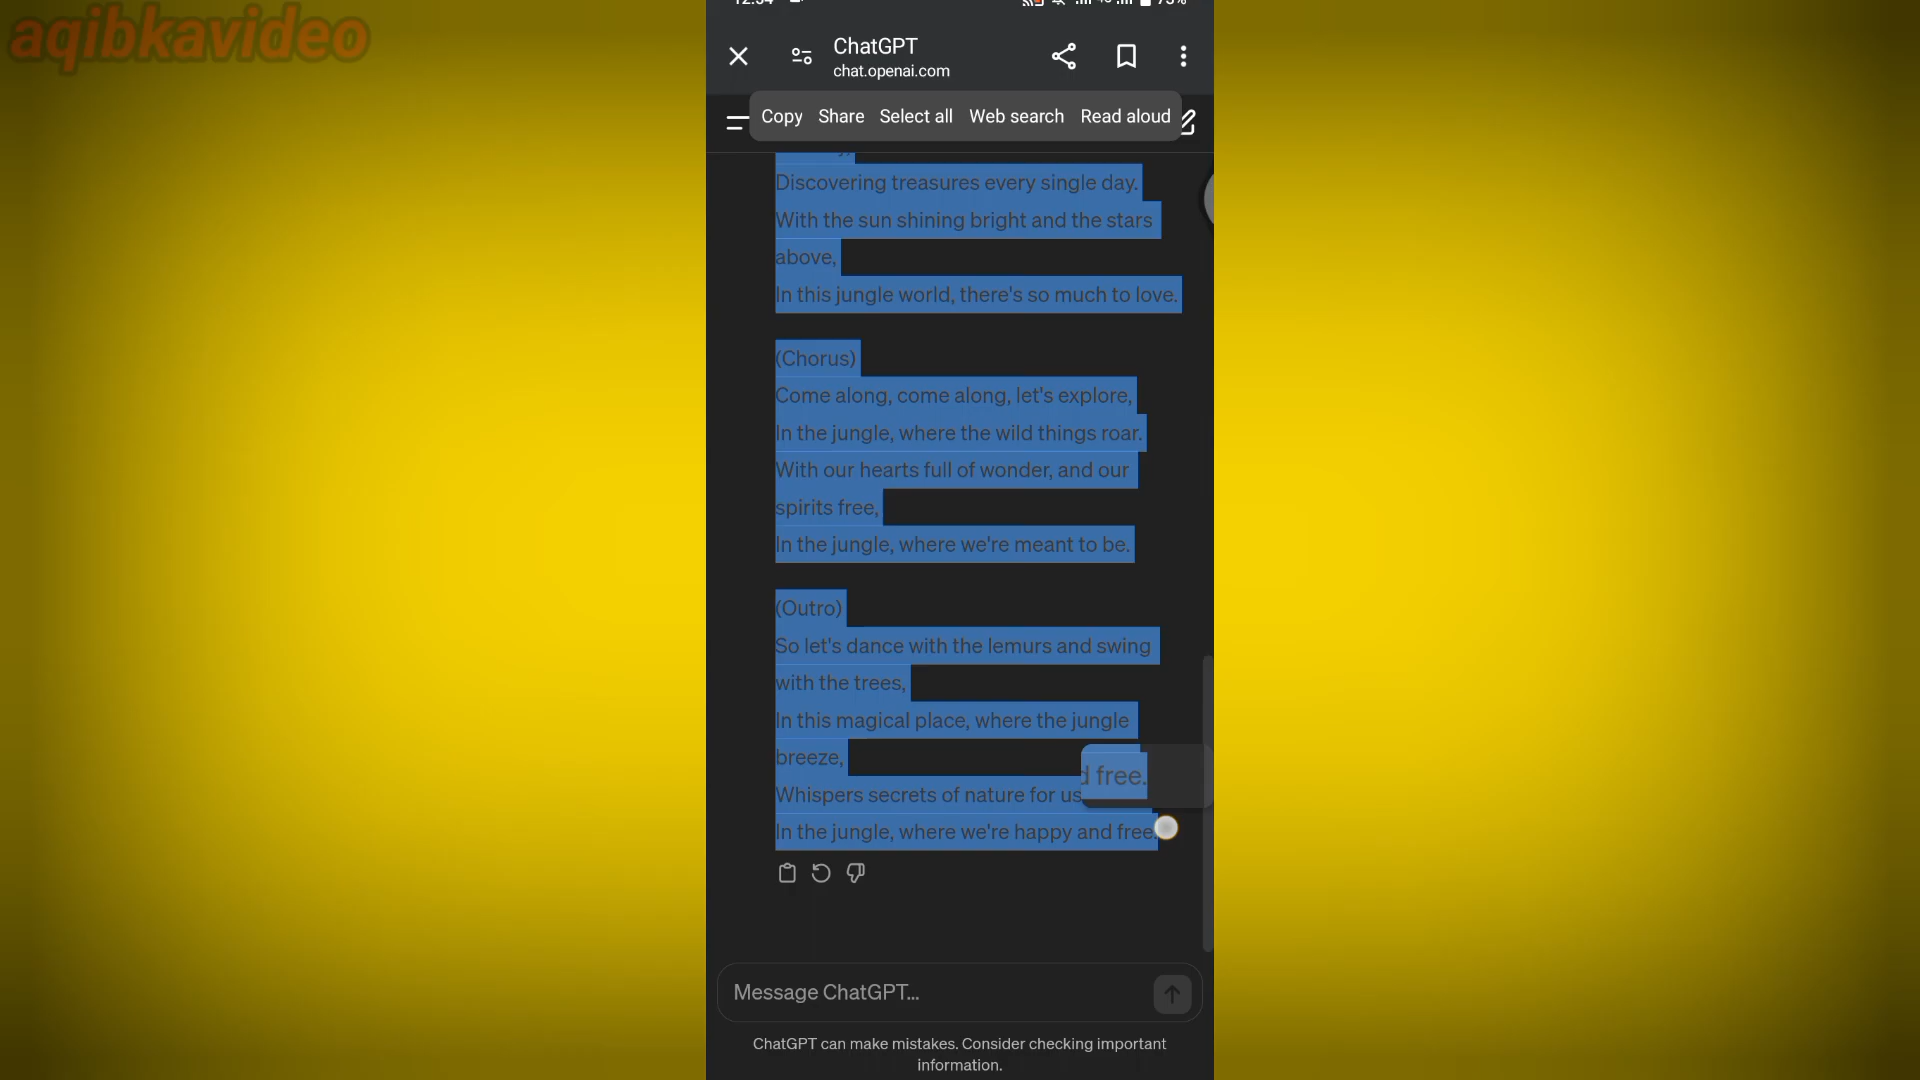 aqibkavideo
ChatGPT
chat.openai.com
Copy Share Select all Web search Read aloud
Discovering treasures every single day.
With the sun shining bright and the stars
above,
In this jungle world, there's so much to love.
(Chorus)
Come along, come along, let's explore,
In the jungle, where the wild things roar.
With our hearts full of wonder, and our
spirits free,
In the jungle, where we're meant to be.
(Outro)
So let's dance with the lemurs and swing
with the trees,
In this magical place, where the jungle
breeze,
d free.
Whispers secrets of nature for us
In the jungle, where we're happy and free.
Message ChatGPT...
ChatGPT can make mistakes. Consider checking important
information.